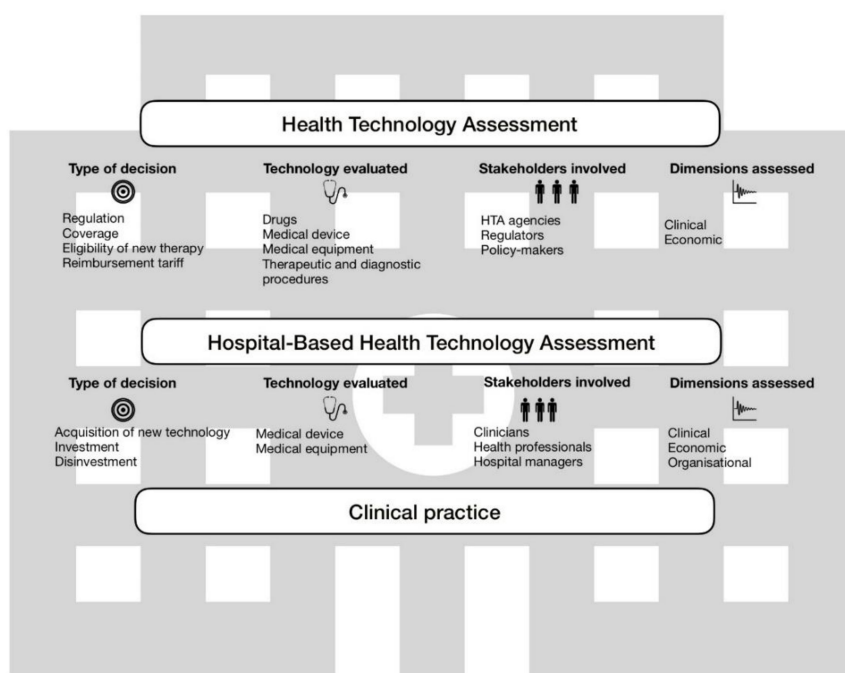 Health Technology Assessment
Type of decision
Regulation
Coverage
Eligibility of new therapy
Reimbursement tariff
Technology evaluated
Drugs
Medical device
Medical equipment
Therapeutic and diagnostic
procedures
Stakeholders involved
HTA agencies
Regulators
Policy-makers
Dimensions assessed
Clinical
Economic
Hospital-Based Health Technology Assessment
Type of decision
Acquisition of new technology
Investment
Disinvestment
Technology evaluated
Medical device
Medical equipment
Stakeholders involved
Clinicians
Health professionals
Hospital managers
Dimensions assessed
Clinical
Economic
Organisational
Clinical practice